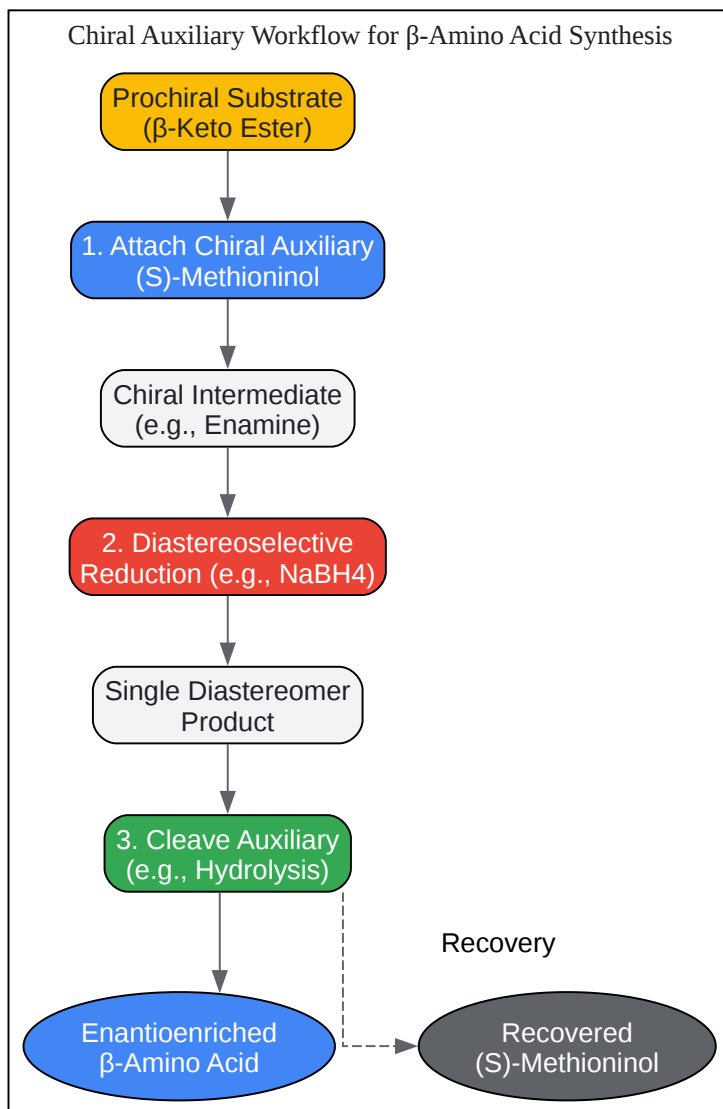 Chiral Auxiliary Workflow for β-Amino Acid Synthesis
Prochiral Substrate
(β-Keto Ester)
1. Attach Chiral Auxiliary
(S)-Methioninol
Chiral Intermediate
(e.g., Enamine)
2. Diastereoselective
Reduction (e.g., NaBH4)
Single Diastereomer
Product
3. Cleave Auxiliary
(e.g., Hydrolysis)
Recovery
Enantioenriched
β-Amino Acid
Recovered
(S)-Methioninol